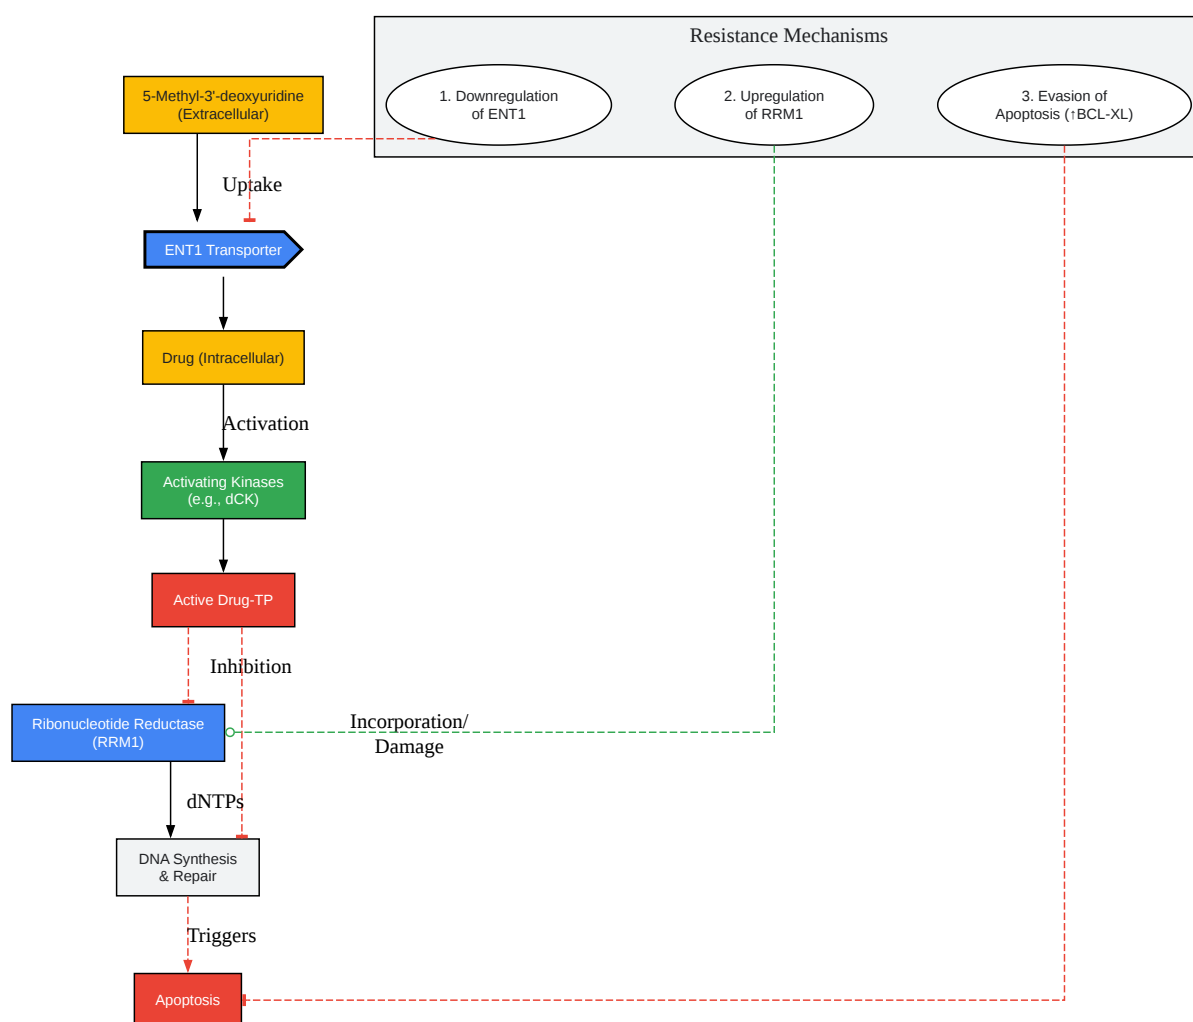 Resistance Mechanisms
5-Methyl-3'-deoxyuridine
(Extracellular)
1. Downregulation
of ENT1
2. Upregulation
of RRM1
3. Evasion of
Apoptosis (↑BCL-XL)
Uptake
ENT1 Transporter
Drug (Intracellular)
Activation
Activating Kinases
(e.g., dCK)
Active Drug-TP
Inhibition
Ribonucleotide Reductase
(RRM1)
Incorporation/
Damage
dNTPs
DNA Synthesis
& Repair
Triggers
Apoptosis